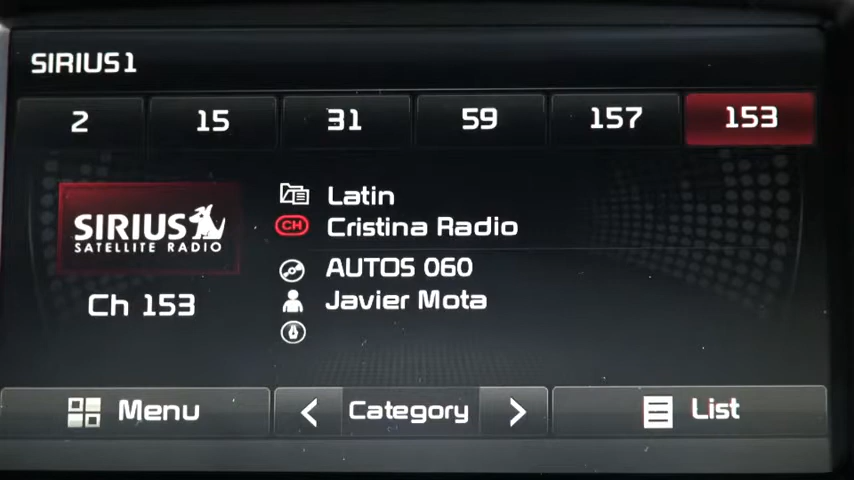 SIRIUS1
2 15 31 59 157 153
SIRIUS
SATELLITE RADIO
Ch 153
Latin
CH Cristina Radio
AUTOS 060
Javier Mota
Menu < Category > List